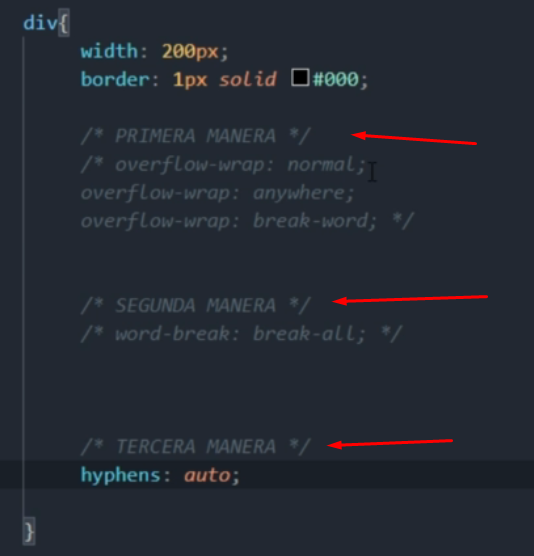 div{
width: 200px;
border: 1px solid #000;
/* PRIMERA MANERA */
/* overflow-wrap: normal;
overflow-wrap: anywhere;
overflow-wrap: break-word; */
/* SEGUNDA MANERA */
/* word-break: break-all; */
/* TERCERA MANERA */
hyphens: auto;
}